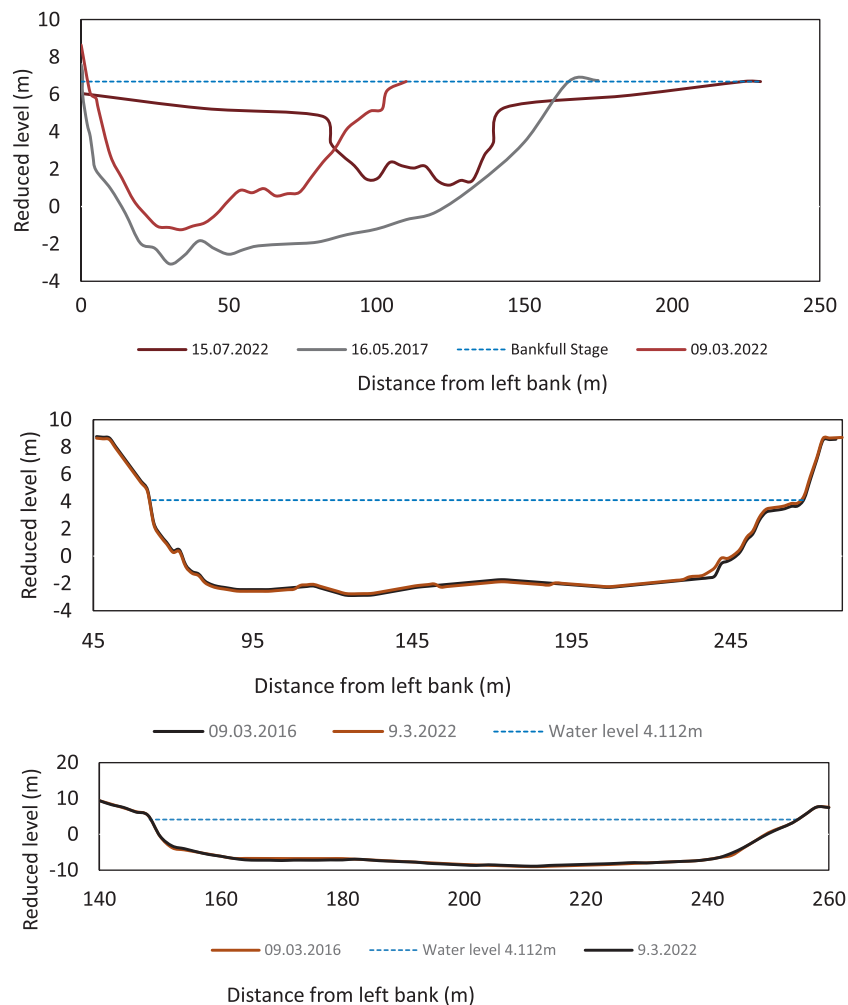 10
8
6
4
2
0
-2
-4
Reduced level (m)
0 50 100 150 200 250
15.07.2022 16.05.2017 Bankfull Stage 09.03.2022
Distance from left bank (m)
10
8
6
4
2
0
-2
-4
Reduced level (m)
45 95 145 195 245
Distance from left bank (m)
09.03.2016 9.3.2022 Water level 4.112m
20
10
0
-10
Reduced level (m)
140 160 180 200 220 240 260
09.03.2016 Water level 4.112m 9.3.2022
Distance from left bank (m)